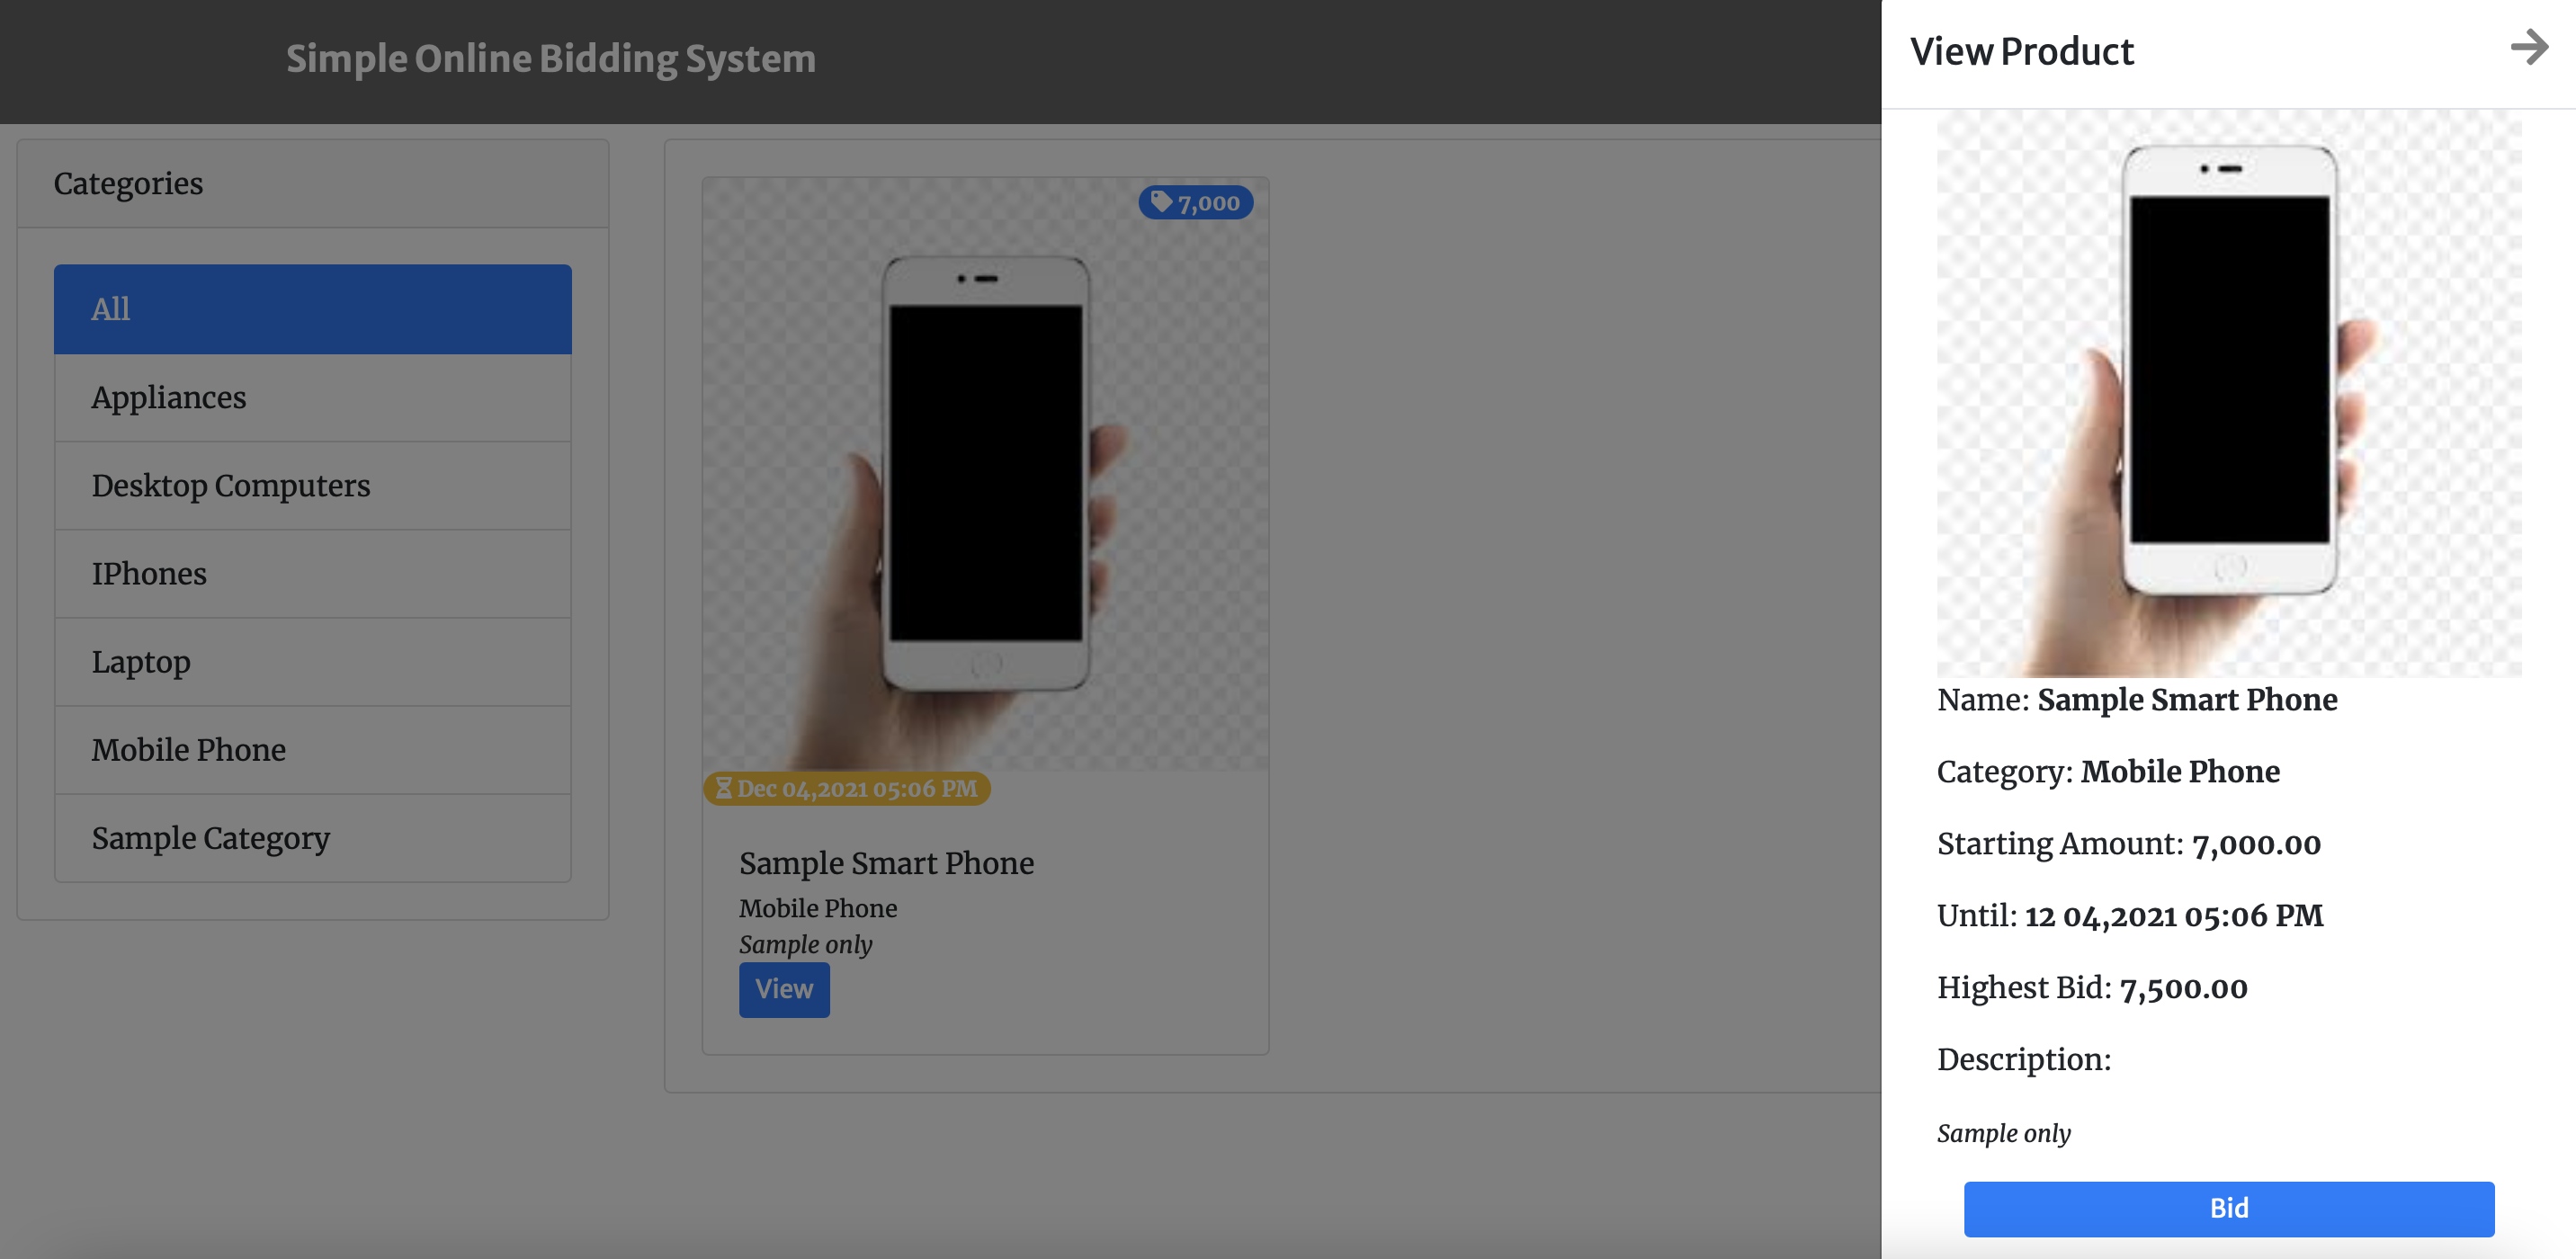 Simple Online Bidding System
Categories
All
Appliances
Desktop Computers
IPhones
Laptop
Mobile Phone
Sample Category
7,000
Dec 04,2021 05:06 PM
Sample Smart Phone
Mobile Phone
Sample only
View
View Product
Name: Sample Smart Phone
Category: Mobile Phone
Starting Amount: 7,000.00
Until: 12 04,2021 05:06 PM
Highest Bid: 7,500.00
Description:
Sample only
Bid